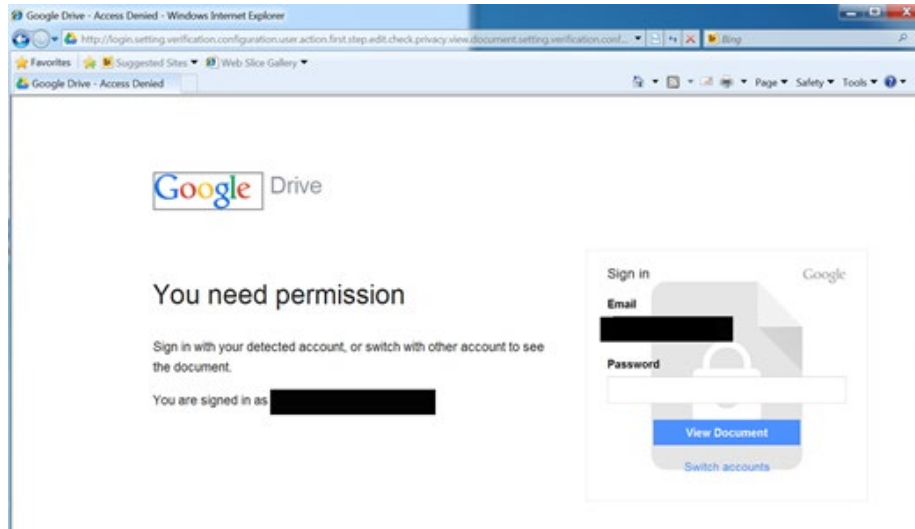 Google Drive - Access Denied - Windows Internet Explorer
http://login.setting.verification.configuration.user.action.first.step.edit.check.privacy.view.document.setting.verification.conf...
Bing
Favorites Suggested Sites Web Slice Gallery
Google Drive - Access Denied
Page Safety Tools
Google Drive
You need permission
Sign in with your detected account, or switch with other account to see
the document.
You are signed in as
Sign in Google
Email
Password
View Document
Switch accounts